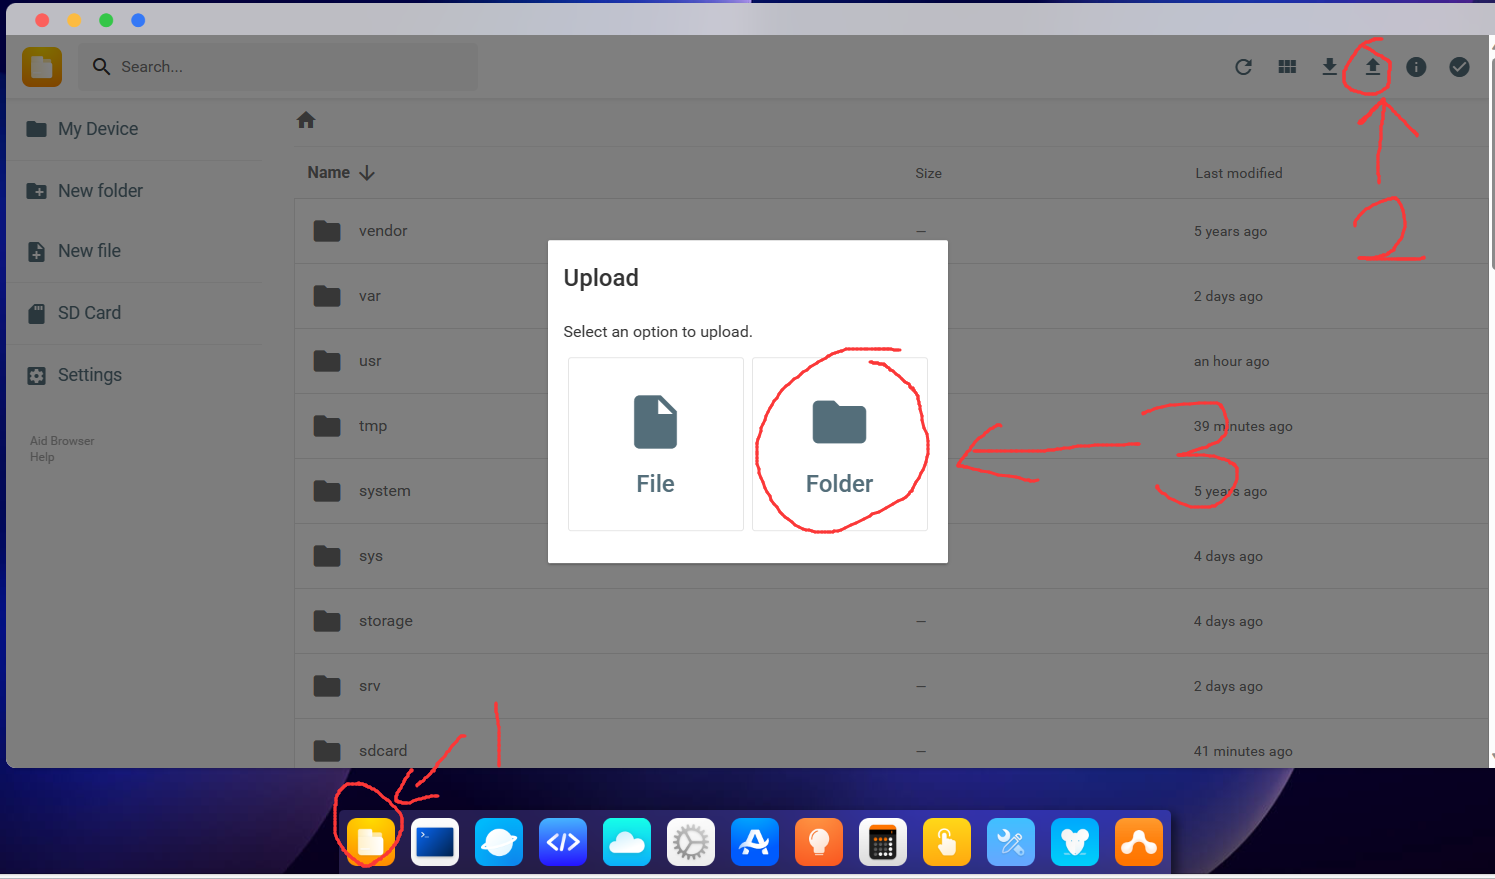 Search...
My Device
New folder
New file
SD Card
Settings
Aid Browser
Help
Name Size Last modified
vendor — 5 years ago
var 2 days ago
usr an hour ago
tmp 39 minutes ago
system 5 years ago
sys 4 days ago
storage — 4 days ago
srv — 2 days ago
sdcard — 41 minutes ago
Upload
Select an option to upload.
File
Folder
2
3
1
>_
</>